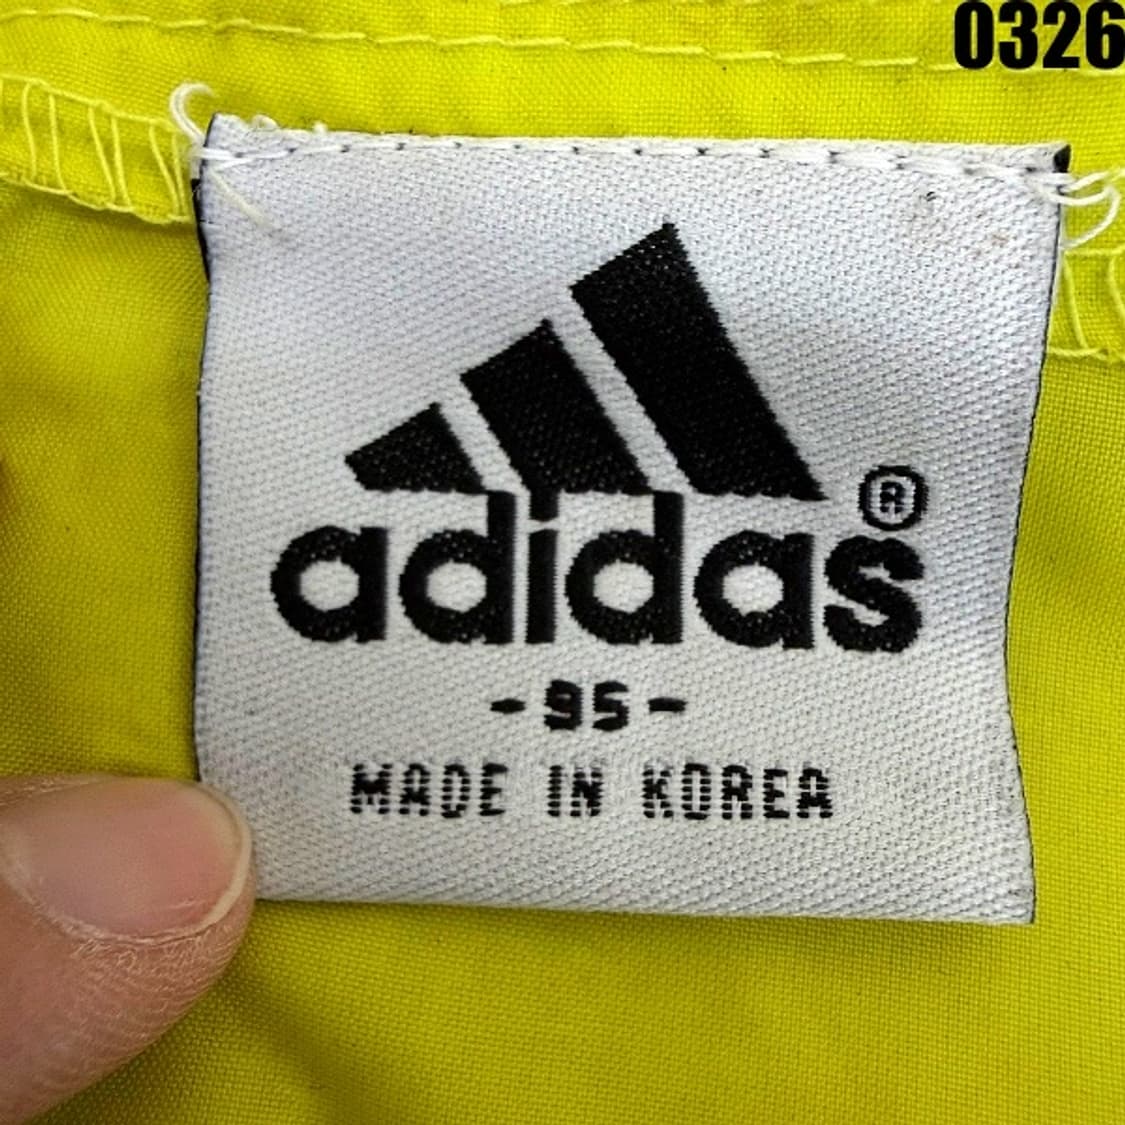 0326
adidas®
-95-
MADE IN KOREA